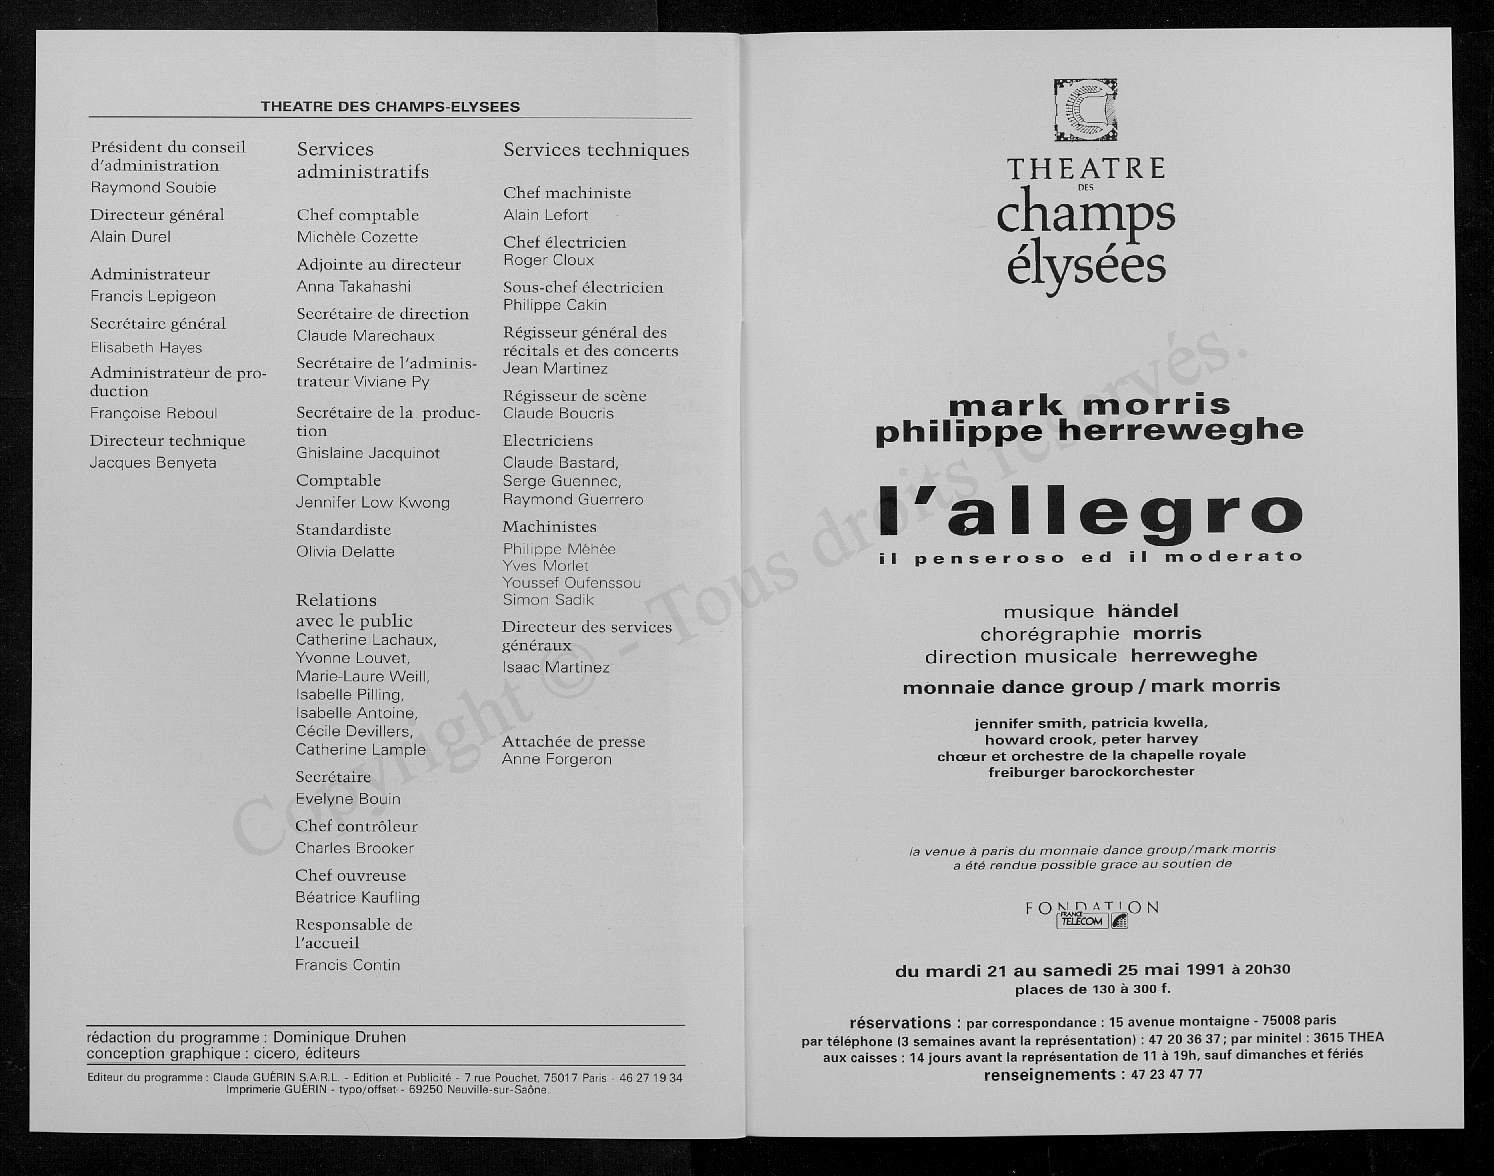 THEATRE DES CHAMPS-ELYSEES
Président du conseil
d'administration
Raymond Soubie
Directeur général
Alain Durel
Administrateur
Francis Lepigeon
Secrétaire général
Elisabeth Hayes
Administrateur de pro-
duction
Françoise Reboul
Directeur technique
Jacques Benyeta
Services
administratifs
Chef comptable
Michèle Cozette
Adjointe au directeur
Anna Takahashi
Secrétaire de direction
Claude Marechaux
Secrétaire de l'adminis-
trateur Viviane Py
Secrétaire de la produc-
tion
Ghislaine Jacquinot
Comptable
Jennifer Low Kwong
Standardiste
Olivia Delatte
Relations
avec le public
Catherine Lachaux,
Yvonne Louvet,
Marie-Laure Weill,
Isabelle Pilling,
Isabelle Antoine,
Cécile Devillers,
Catherine Lample
Secrétaire
Evelyne Bouin
Chef contrôleur
Charles Brooker
Chef ouvreuse
Béatrice Kaufling
Responsable de
l'accueil
Francis Contin
Services techniques
Chef machiniste
Alain Lefort
Chef électricien
Roger Cloux
Sous-chef électricien
Philippe Cakin
Régisseur général des
récitals et des concerts
Jean Martinez
Régisseur de scène
Claude Boucris
Electriciens
Claude Bastard,
Serge Guennec,
Raymond Guerrero
Machinistes
Philippe Méhée
Yves Morlet
Youssef Oufenssou
Simon Sadik
Directeur des services
généraux
Isaac Martinez
Attachée de presse
Anne Forgeron
rédaction du programme : Dominique Druhen
conception graphique : cicero, éditeurs
Editeur du programme : Claude GUÉRIN S.A.R.L. - Edition et Publicité - 7 rue Pouchet, 75017 Paris - 46 27 19 34
Imprimerie GUÉRIN - typo/offset - 69250 Neuville-sur-Saône.
THEATRE
DES
champs
élysées
mark morris
philippe herreweghe
l'allegro
il penseroso ed il moderato
musique händel
chorégraphie morris
direction musicale herreweghe
monnaie dance group / mark morris
jennifer smith, patricia kwella,
howard crook, peter harvey
chœur et orchestre de la chapelle royale
freiburger barockorchester
la venue à paris du monnaie dance group/mark morris
a été rendue possible grace au soutien de
FONDATION
FRANCE
TELECOM
du mardi 21 au samedi 25 mai 1991 à 20h30
places de 130 à 300 f.
réservations : par correspondance : 15 avenue montaigne - 75008 paris
par téléphone (3 semaines avant la représentation) : 47 20 36 37 ; par minitel : 3615 THEA
aux caisses : 14 jours avant la représentation de 11 à 19h, sauf dimanches et fériés
renseignements : 47 23 47 77
Copyright © - Tous droits réservés.